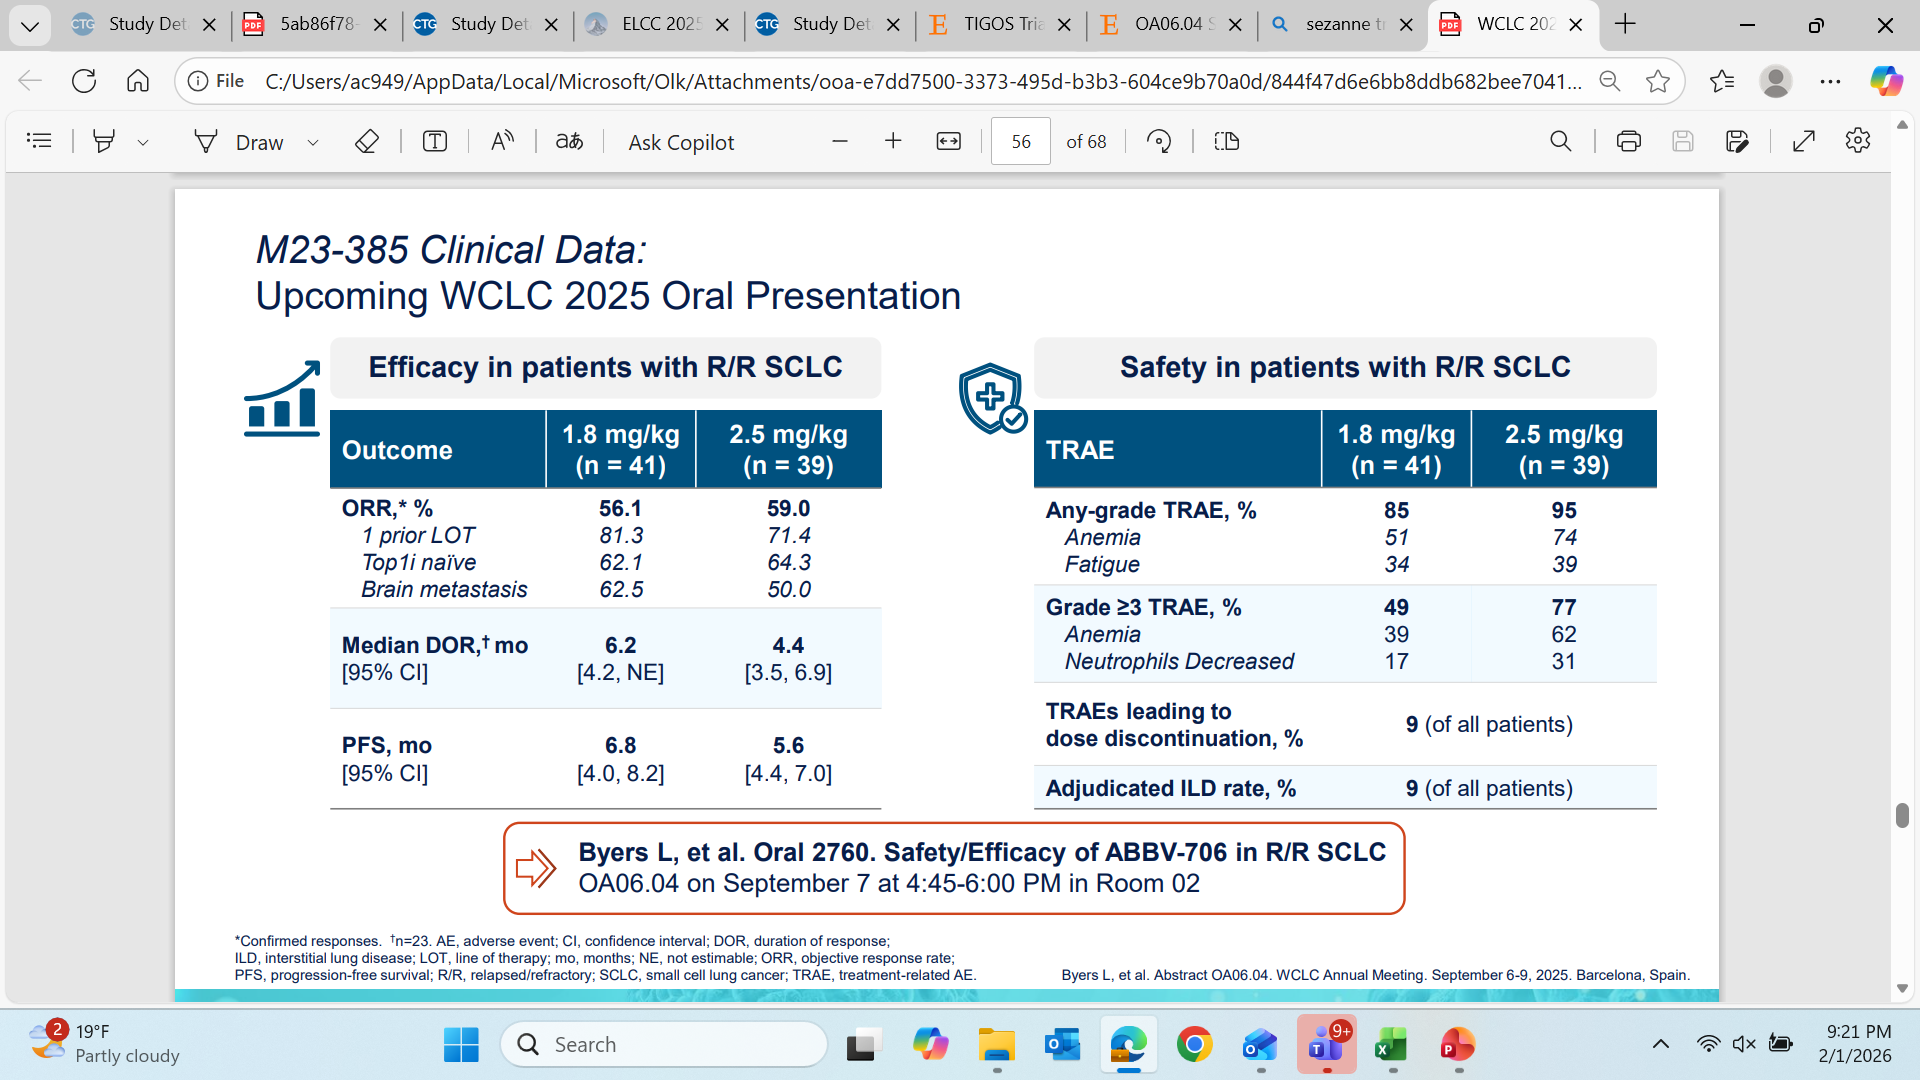 CTG Study Det
PDF 5ab86f78-
CTG Study Det
ELCC 2025
CTG Study Det
E TIGOS Tria
E OA06.04 S
sezanne tr
PDF WCLC 202
File C:/Users/ac949/AppData/Local/Microsoft/Olk/Attachments/ooa-e7dd7500-3373-495d-b3b3-604ce9b70a0d/844f47d6e6bb8ddb682bee7041...
Draw
T
A
aあ
Ask Copilot
56 of 68
M23-385 Clinical Data:
Upcoming WCLC 2025 Oral Presentation
Efficacy in patients with R/R SCLC
Outcome 1.8 mg/kg (n = 41) 2.5 mg/kg (n = 39)
ORR,* % 56.1 59.0
1 prior LOT 81.3 71.4
Top1i naïve 62.1 64.3
Brain metastasis 62.5 50.0
Median DOR,† mo 6.2 4.4
[95% CI] [4.2, NE] [3.5, 6.9]
PFS, mo 6.8 5.6
[95% CI] [4.0, 8.2] [4.4, 7.0]
Safety in patients with R/R SCLC
TRAE 1.8 mg/kg (n = 41) 2.5 mg/kg (n = 39)
Any-grade TRAE, % 85 95
Anemia 51 74
Fatigue 34 39
Grade ≥3 TRAE, % 49 77
Anemia 39 62
Neutrophils Decreased 17 31
TRAEs leading to
dose discontinuation, % 9 (of all patients)
Adjudicated ILD rate, % 9 (of all patients)
Byers L, et al. Oral 2760. Safety/Efficacy of ABBV-706 in R/R SCLC
OA06.04 on September 7 at 4:45-6:00 PM in Room 02
*Confirmed responses. †n=23. AE, adverse event; CI, confidence interval; DOR, duration of response;
ILD, interstitial lung disease; LOT, line of therapy; mo, months; NE, not estimable; ORR, objective response rate;
PFS, progression-free survival; R/R, relapsed/refractory; SCLC, small cell lung cancer; TRAE, treatment-related AE.
Byers L, et al. Abstract OA06.04. WCLC Annual Meeting. September 6-9, 2025. Barcelona, Spain.
2
19°F
Partly cloudy
Search
9+
9:21 PM
2/1/2026